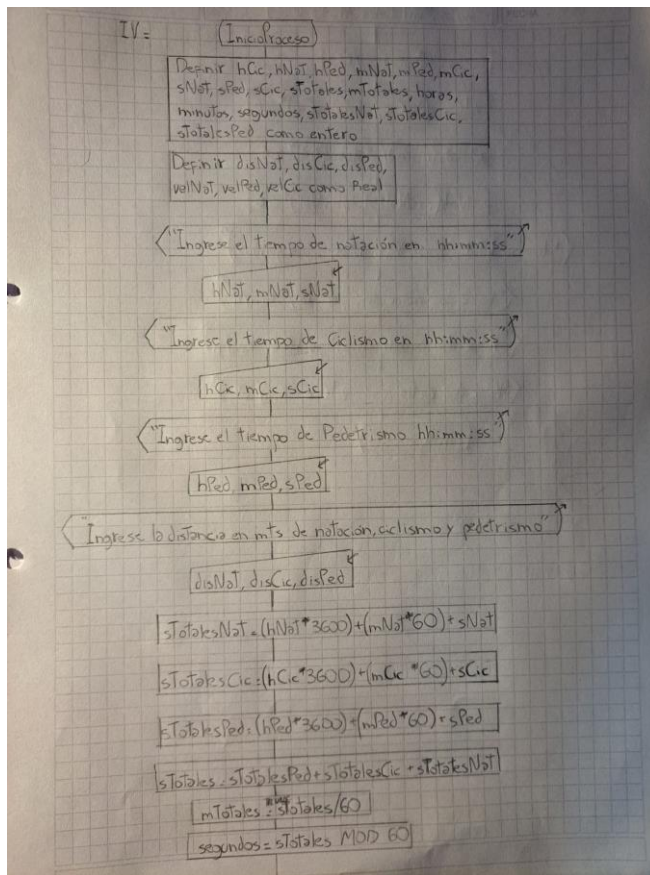 IV=
InicioProceso
Definir hCic, hNat, hPed, mNat, mPed, mCic,
sNat, sPed, sCic, sTotales, mTotales, horas,
minutos, segundos, sTotalesNat, sTotalesCic,
sTotalesPed como entero
Definir disNat, disCic, disPed,
velNat, velPed, velCic como Real
"Ingrese el tiempo de natación en hh:mm:ss"
hNat, mNat, sNat
"Ingrese el tiempo de Ciclismo en hh:mm:ss"
hCic, mCic, sCic
"Ingrese el tiempo de Pedetrismo hh:mm:ss"
hPed, mPed, sPed
"Ingrese la distancia en mts de natación, ciclismo y pedetrismo"
disNat, disCic, disPed
sTotalesNat = (hNat*3600)+(mNat*60)+sNat
sTotalesCic = (hCic*3600)+(mCic*60)+sCic
sTotalesPed = (hPed*3600)+(mPed*60)+sPed
sTotales = sTotalesPed + sTotalesCic + sTotalesNat
mTotales = sTotales/60
segundos = sTotales MOD 60